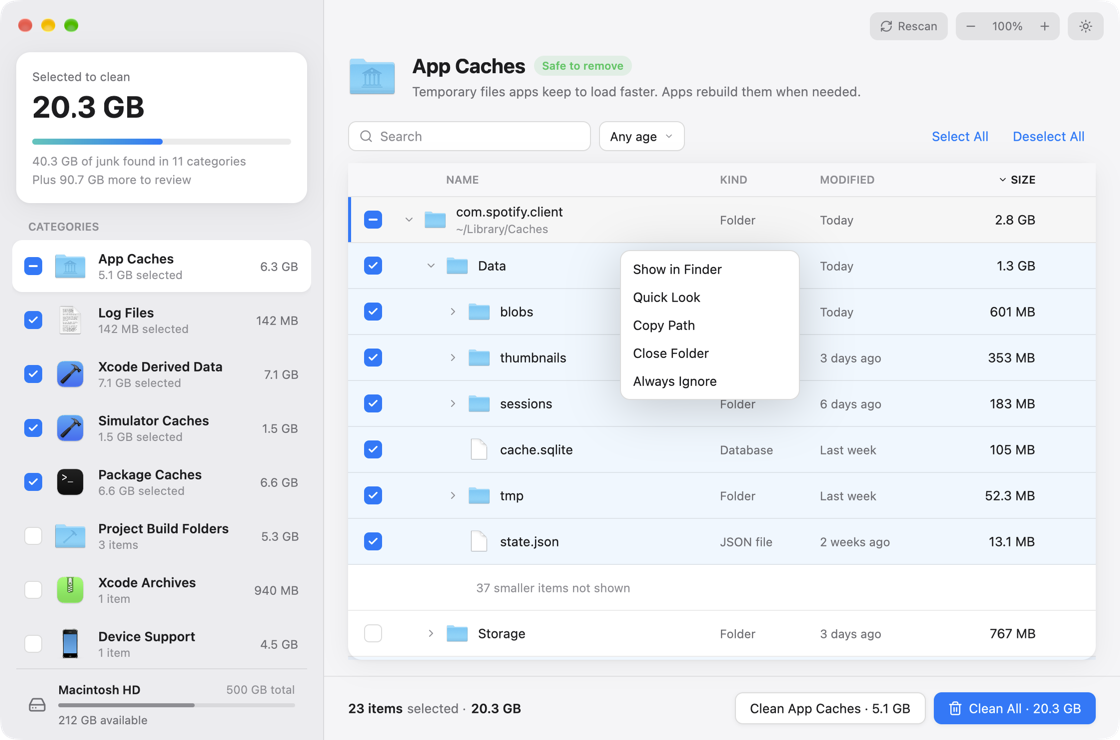 Rescan
100%
Selected to clean
20.3 GB
40.3 GB of junk found in 11 categories
Plus 90.7 GB more to review
CATEGORIES
App Caches
5.1 GB selected
6.3 GB
Log Files
142 MB selected
142 MB
Xcode Derived Data
7.1 GB selected
7.1 GB
Simulator Caches
1.5 GB selected
1.5 GB
Package Caches
6.6 GB selected
6.6 GB
Project Build Folders
3 items
5.3 GB
Xcode Archives
1 item
940 MB
Device Support
1 item
4.5 GB
Macintosh HD
500 GB total
212 GB available
App Caches
Safe to remove
Temporary files apps keep to load faster. Apps rebuild them when needed.
Search
Any age
Select All
Deselect All
NAME KIND MODIFIED SIZE
com.spotify.client
~/Library/Caches
Folder Today 2.8 GB
Data Today 1.3 GB
blobs Today 601 MB
thumbnails 3 days ago 353 MB
sessions Folder 6 days ago 183 MB
cache.sqlite Database Last week 105 MB
tmp Folder Last week 52.3 MB
state.json JSON file 2 weeks ago 13.1 MB
37 smaller items not shown
Storage Folder 3 days ago 767 MB
Show in Finder
Quick Look
Copy Path
Close Folder
Always Ignore
23 items selected · 20.3 GB
Clean App Caches · 5.1 GB
Clean All · 20.3 GB